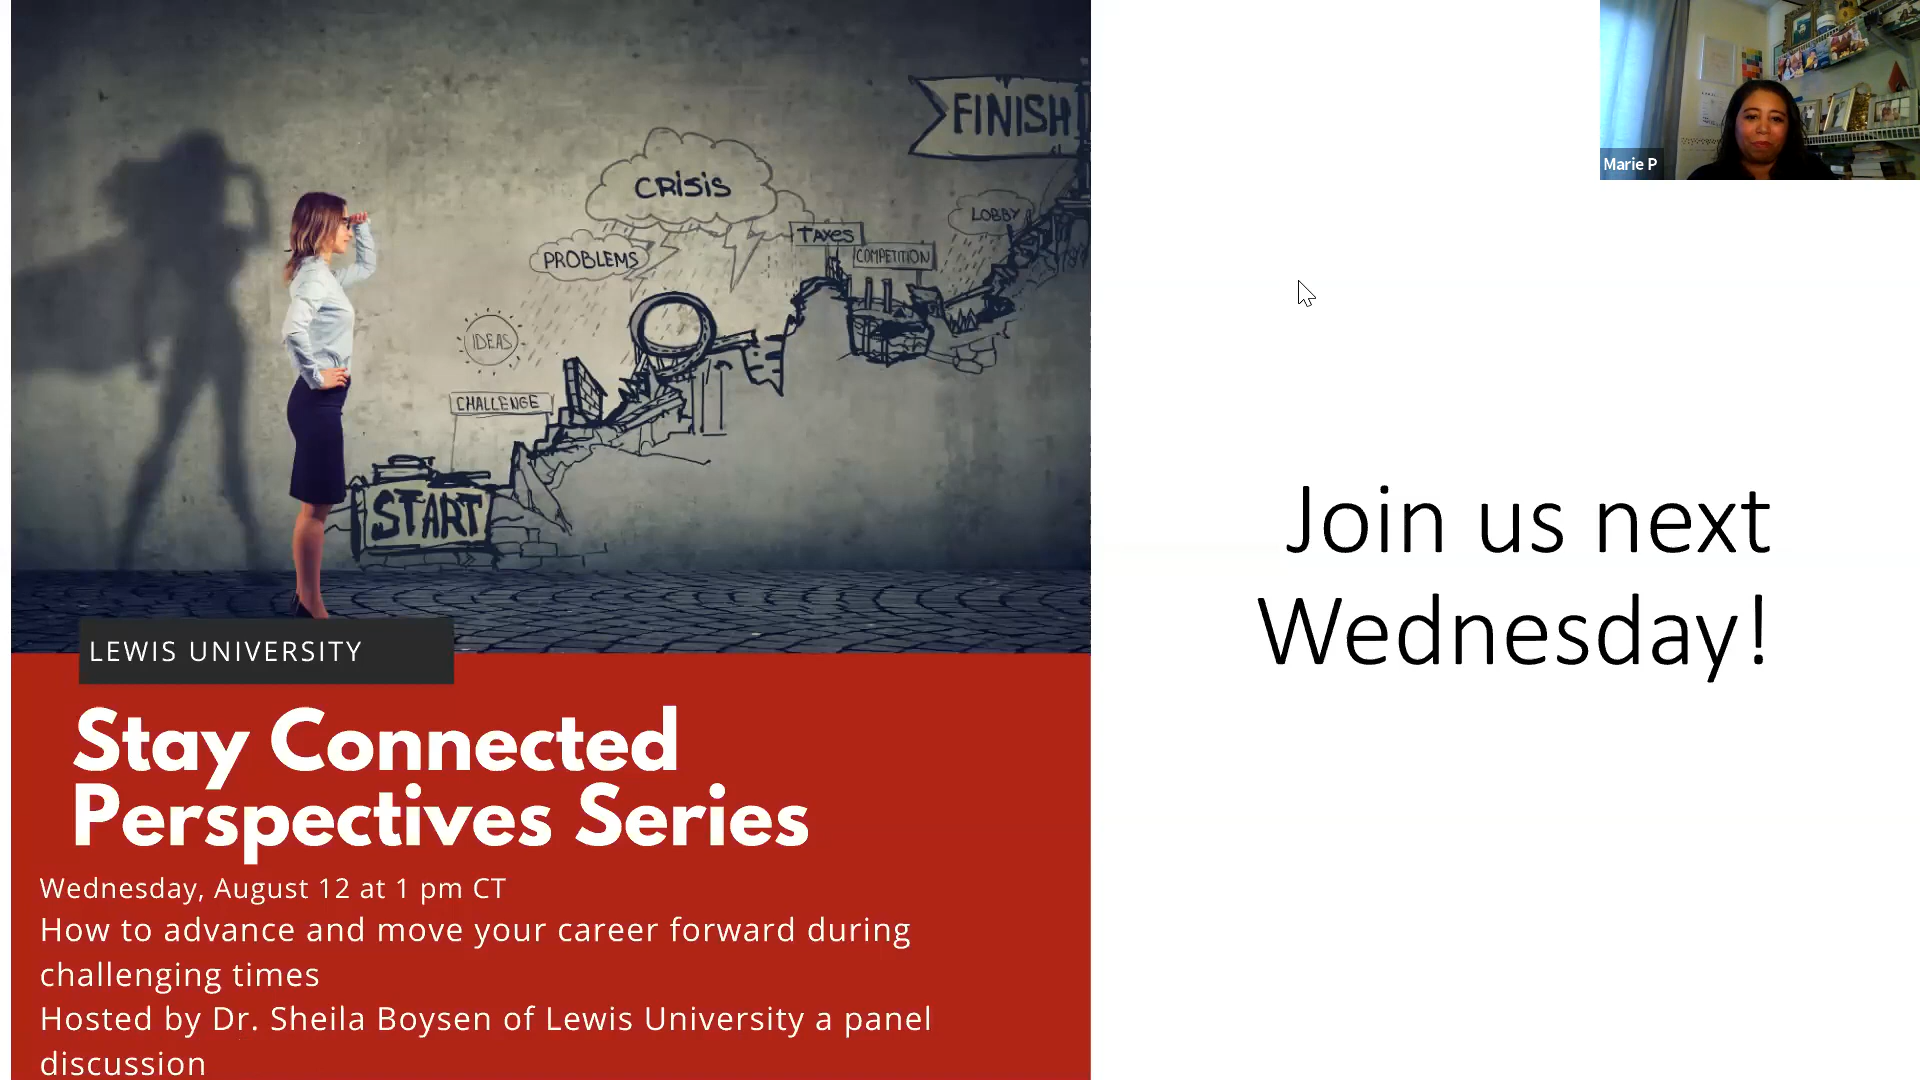 FINISH
CRISIS
LOBBY
TAXES
COMPETITION
PROBLEMS
IDEAS
CHALLENGE
START
LEWIS UNIVERSITY
Stay Connected
Perspectives Series
Wednesday, August 12 at 1 pm CT
How to advance and move your career forward during
challenging times
Hosted by Dr. Sheila Boysen of Lewis University a panel
discussion
Join us next
Wednesday!
Marie P